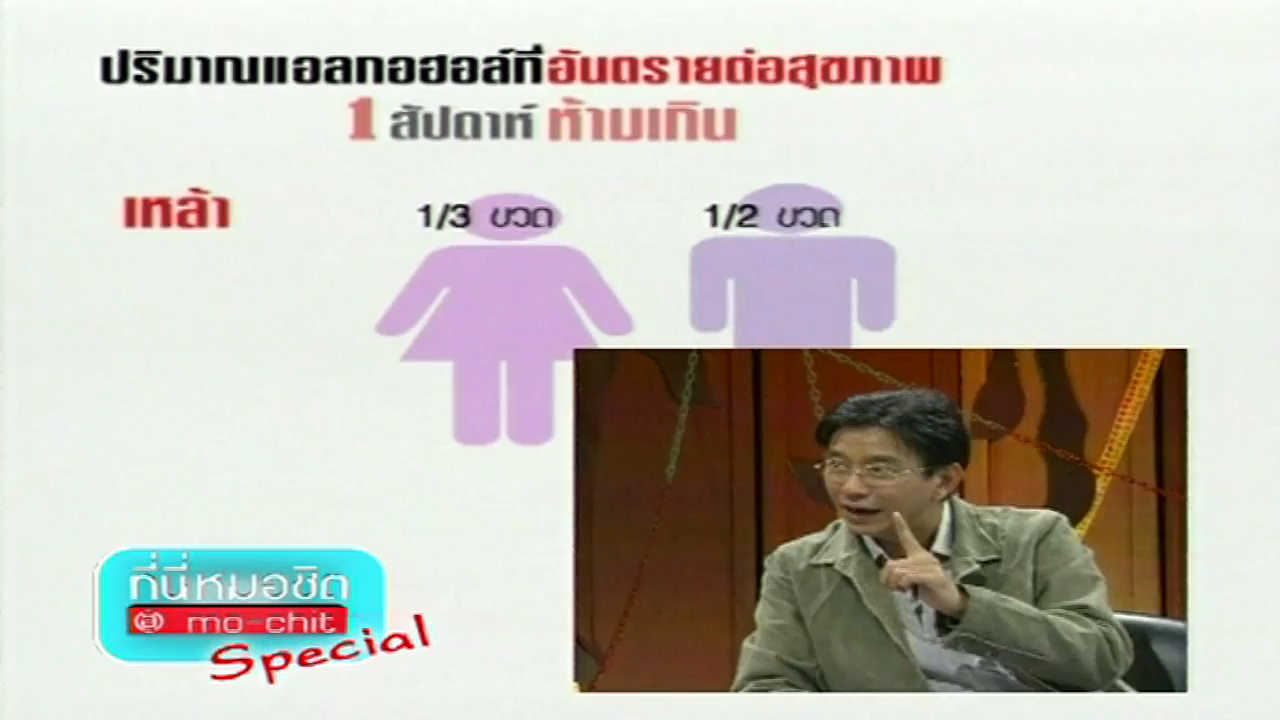 ปริมาณแอลกอฮอล์ที่อันตรายต่อสุขภาพ
1 สัปดาห์ ห้ามเกิน
เหล้า 1/3 ขวด 1/2 ขวด
ที่นี่หมอชิต
@ mo-chit
Special